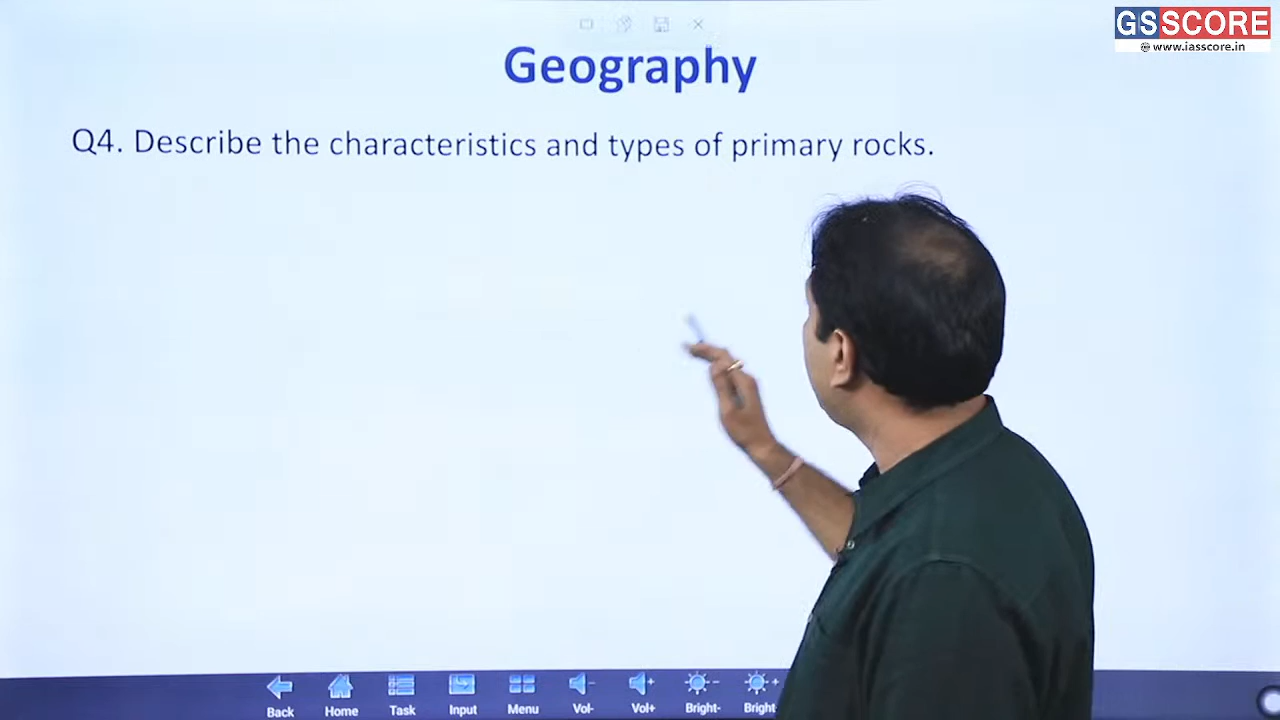 GSSCORE
www.iasscore.in
Geography
Q4. Describe the characteristics and types of primary rocks.
Back
Home
Task
Input
Menu
Vol-
Vol+
Bright-
Bright